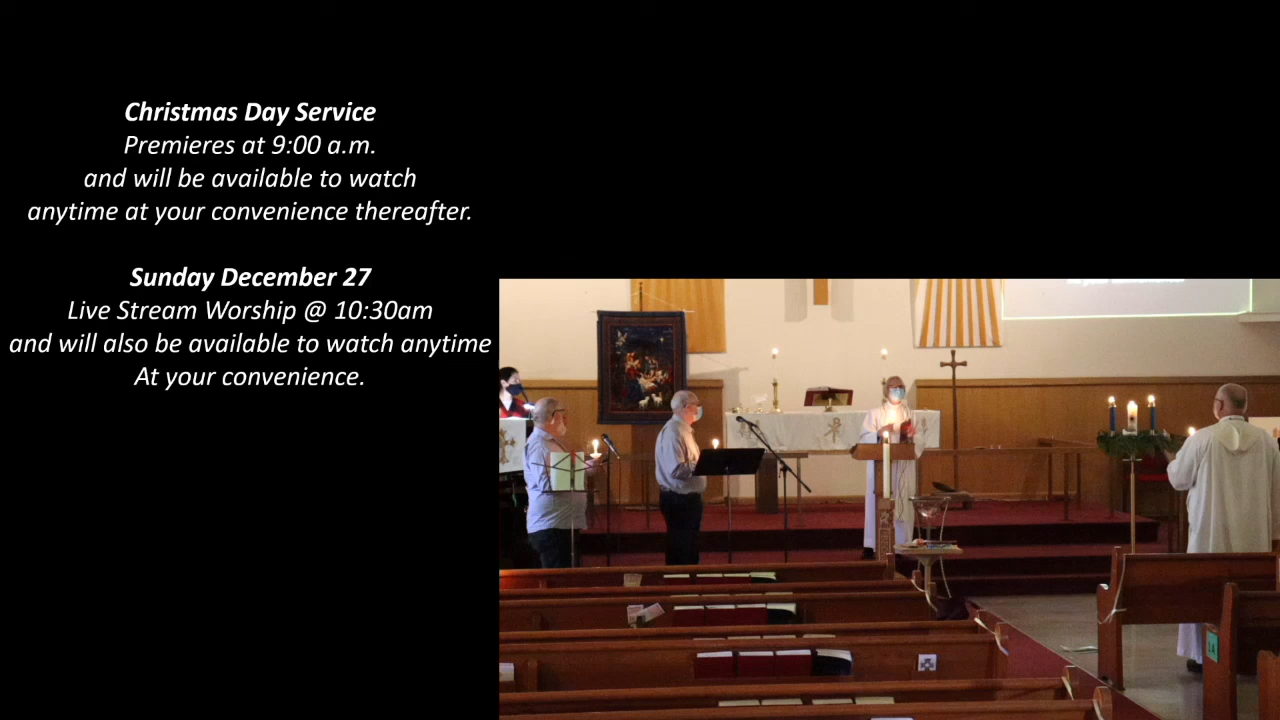 Christmas Day Service
Premieres at 9:00 a.m.
and will be available to watch
anytime at your convenience thereafter.
Sunday December 27
Live Stream Worship @ 10:30am
and will also be available to watch anytime
At your convenience.